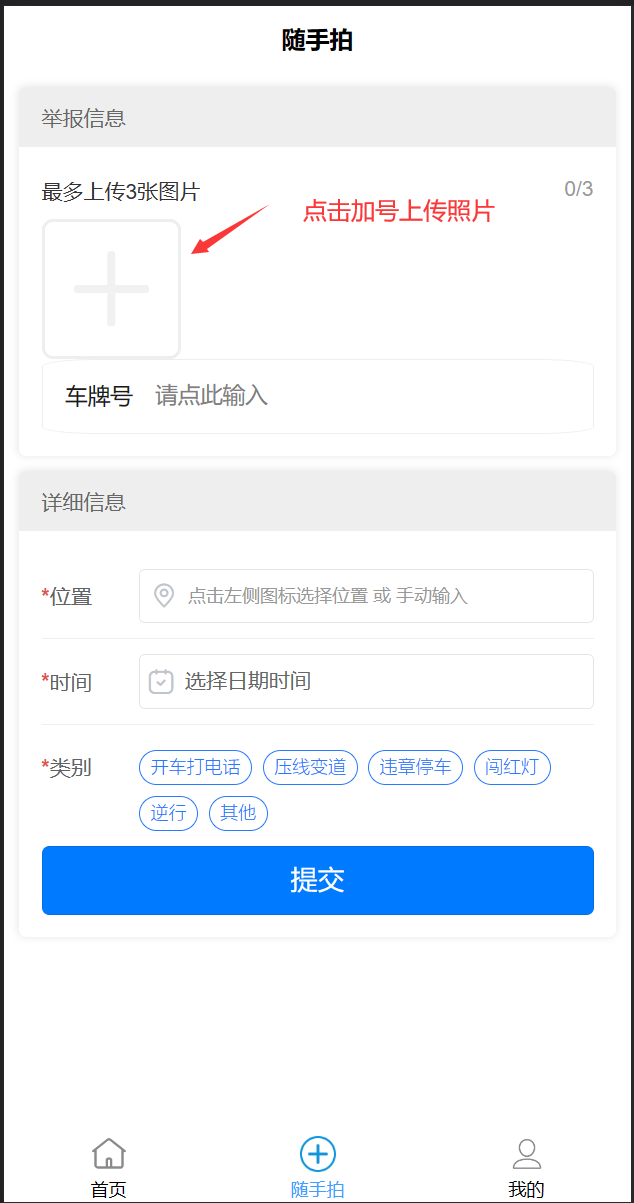 随手拍
举报信息
最多上传3张图片
0/3
点击加号上传照片
车牌号 请点此输入
详细信息
*位置 点击左侧图标选择位置 或 手动输入
*时间 选择日期时间
*类别 开车打电话 压线变道 违章停车 闯红灯
逆行 其他
提交
首页 随手拍 我的